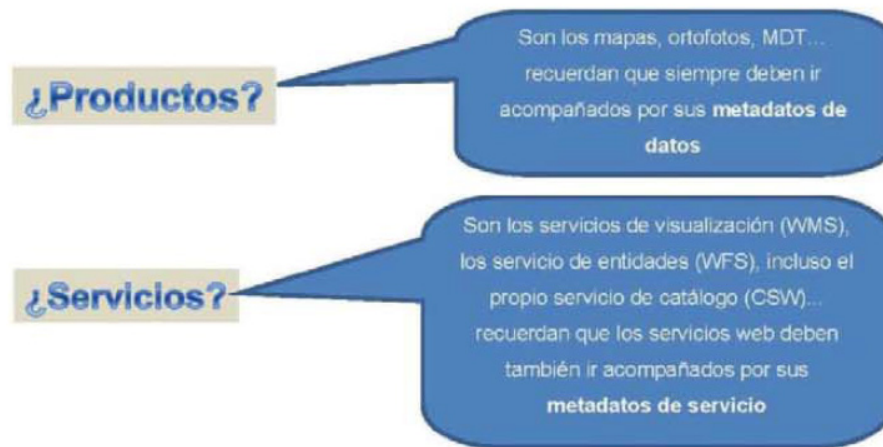 ¿Productos?
Son los mapas, ortofotos, MDT...
recuerdan que siempre deben ir
acompañados por sus metadatos de
datos
¿Servicios?
Son los servicios de visualización (WMS),
los servicio de entidades (WFS), incluso el
propio servicio de catálogo (CSW)...
recuerdan que los servicios web deben
también ir acompañados por sus
metadatos de servicio